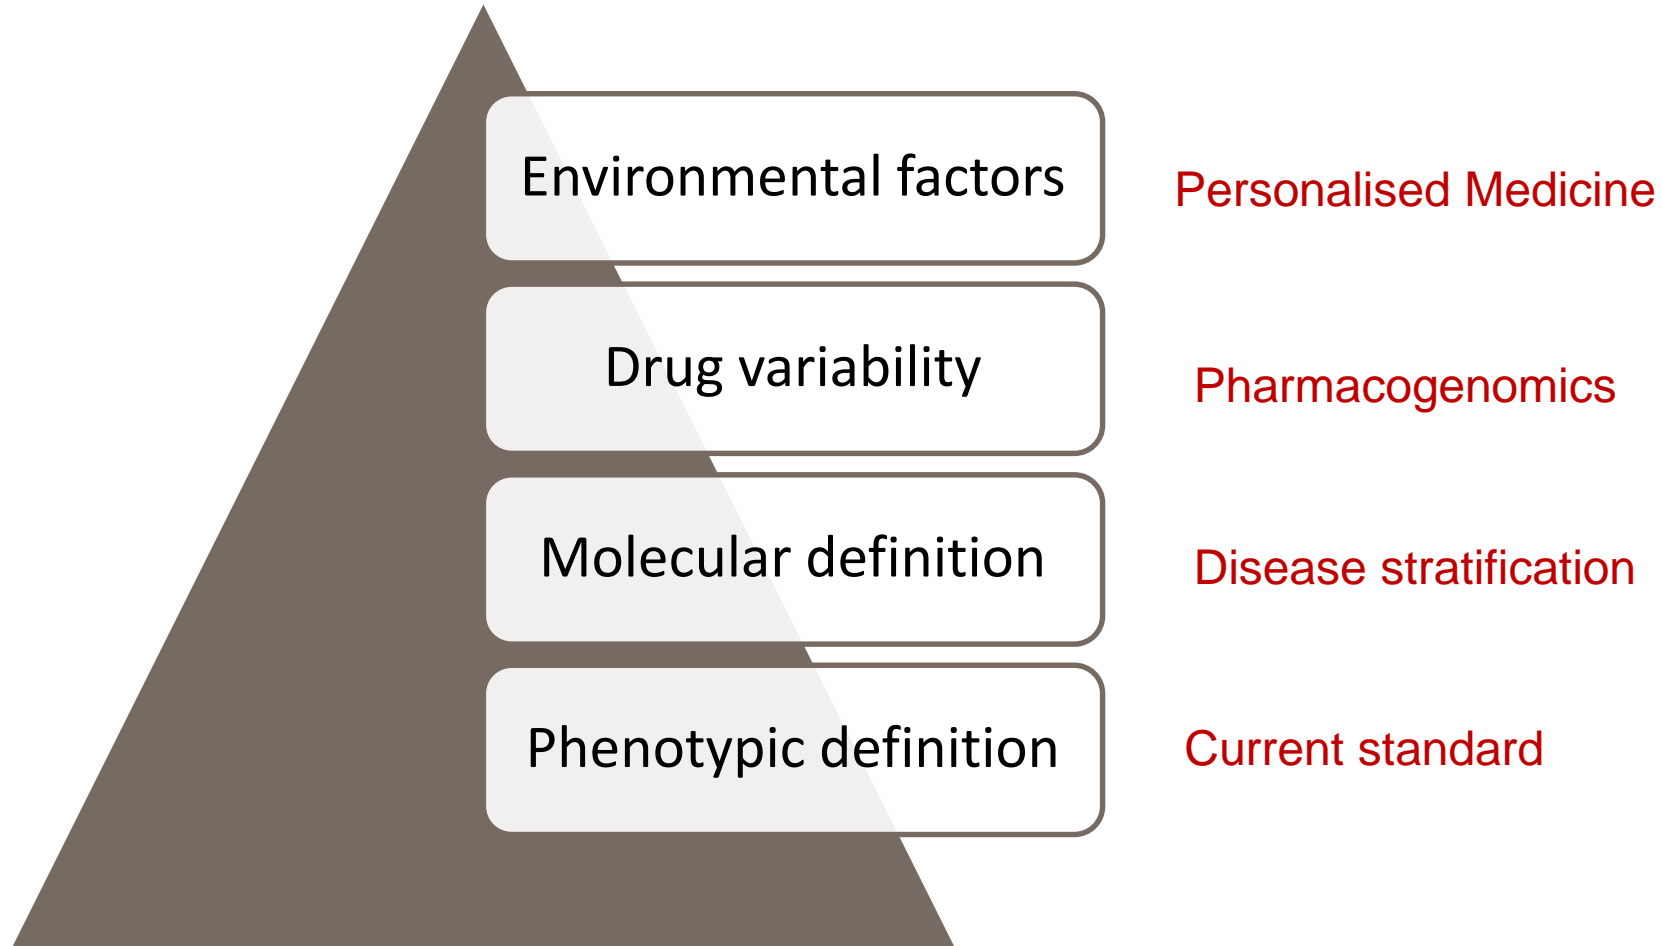 Environmental factors
Personalised Medicine
Drug variability
Pharmacogenomics
Molecular definition
Disease stratification
Phenotypic definition
Current standard